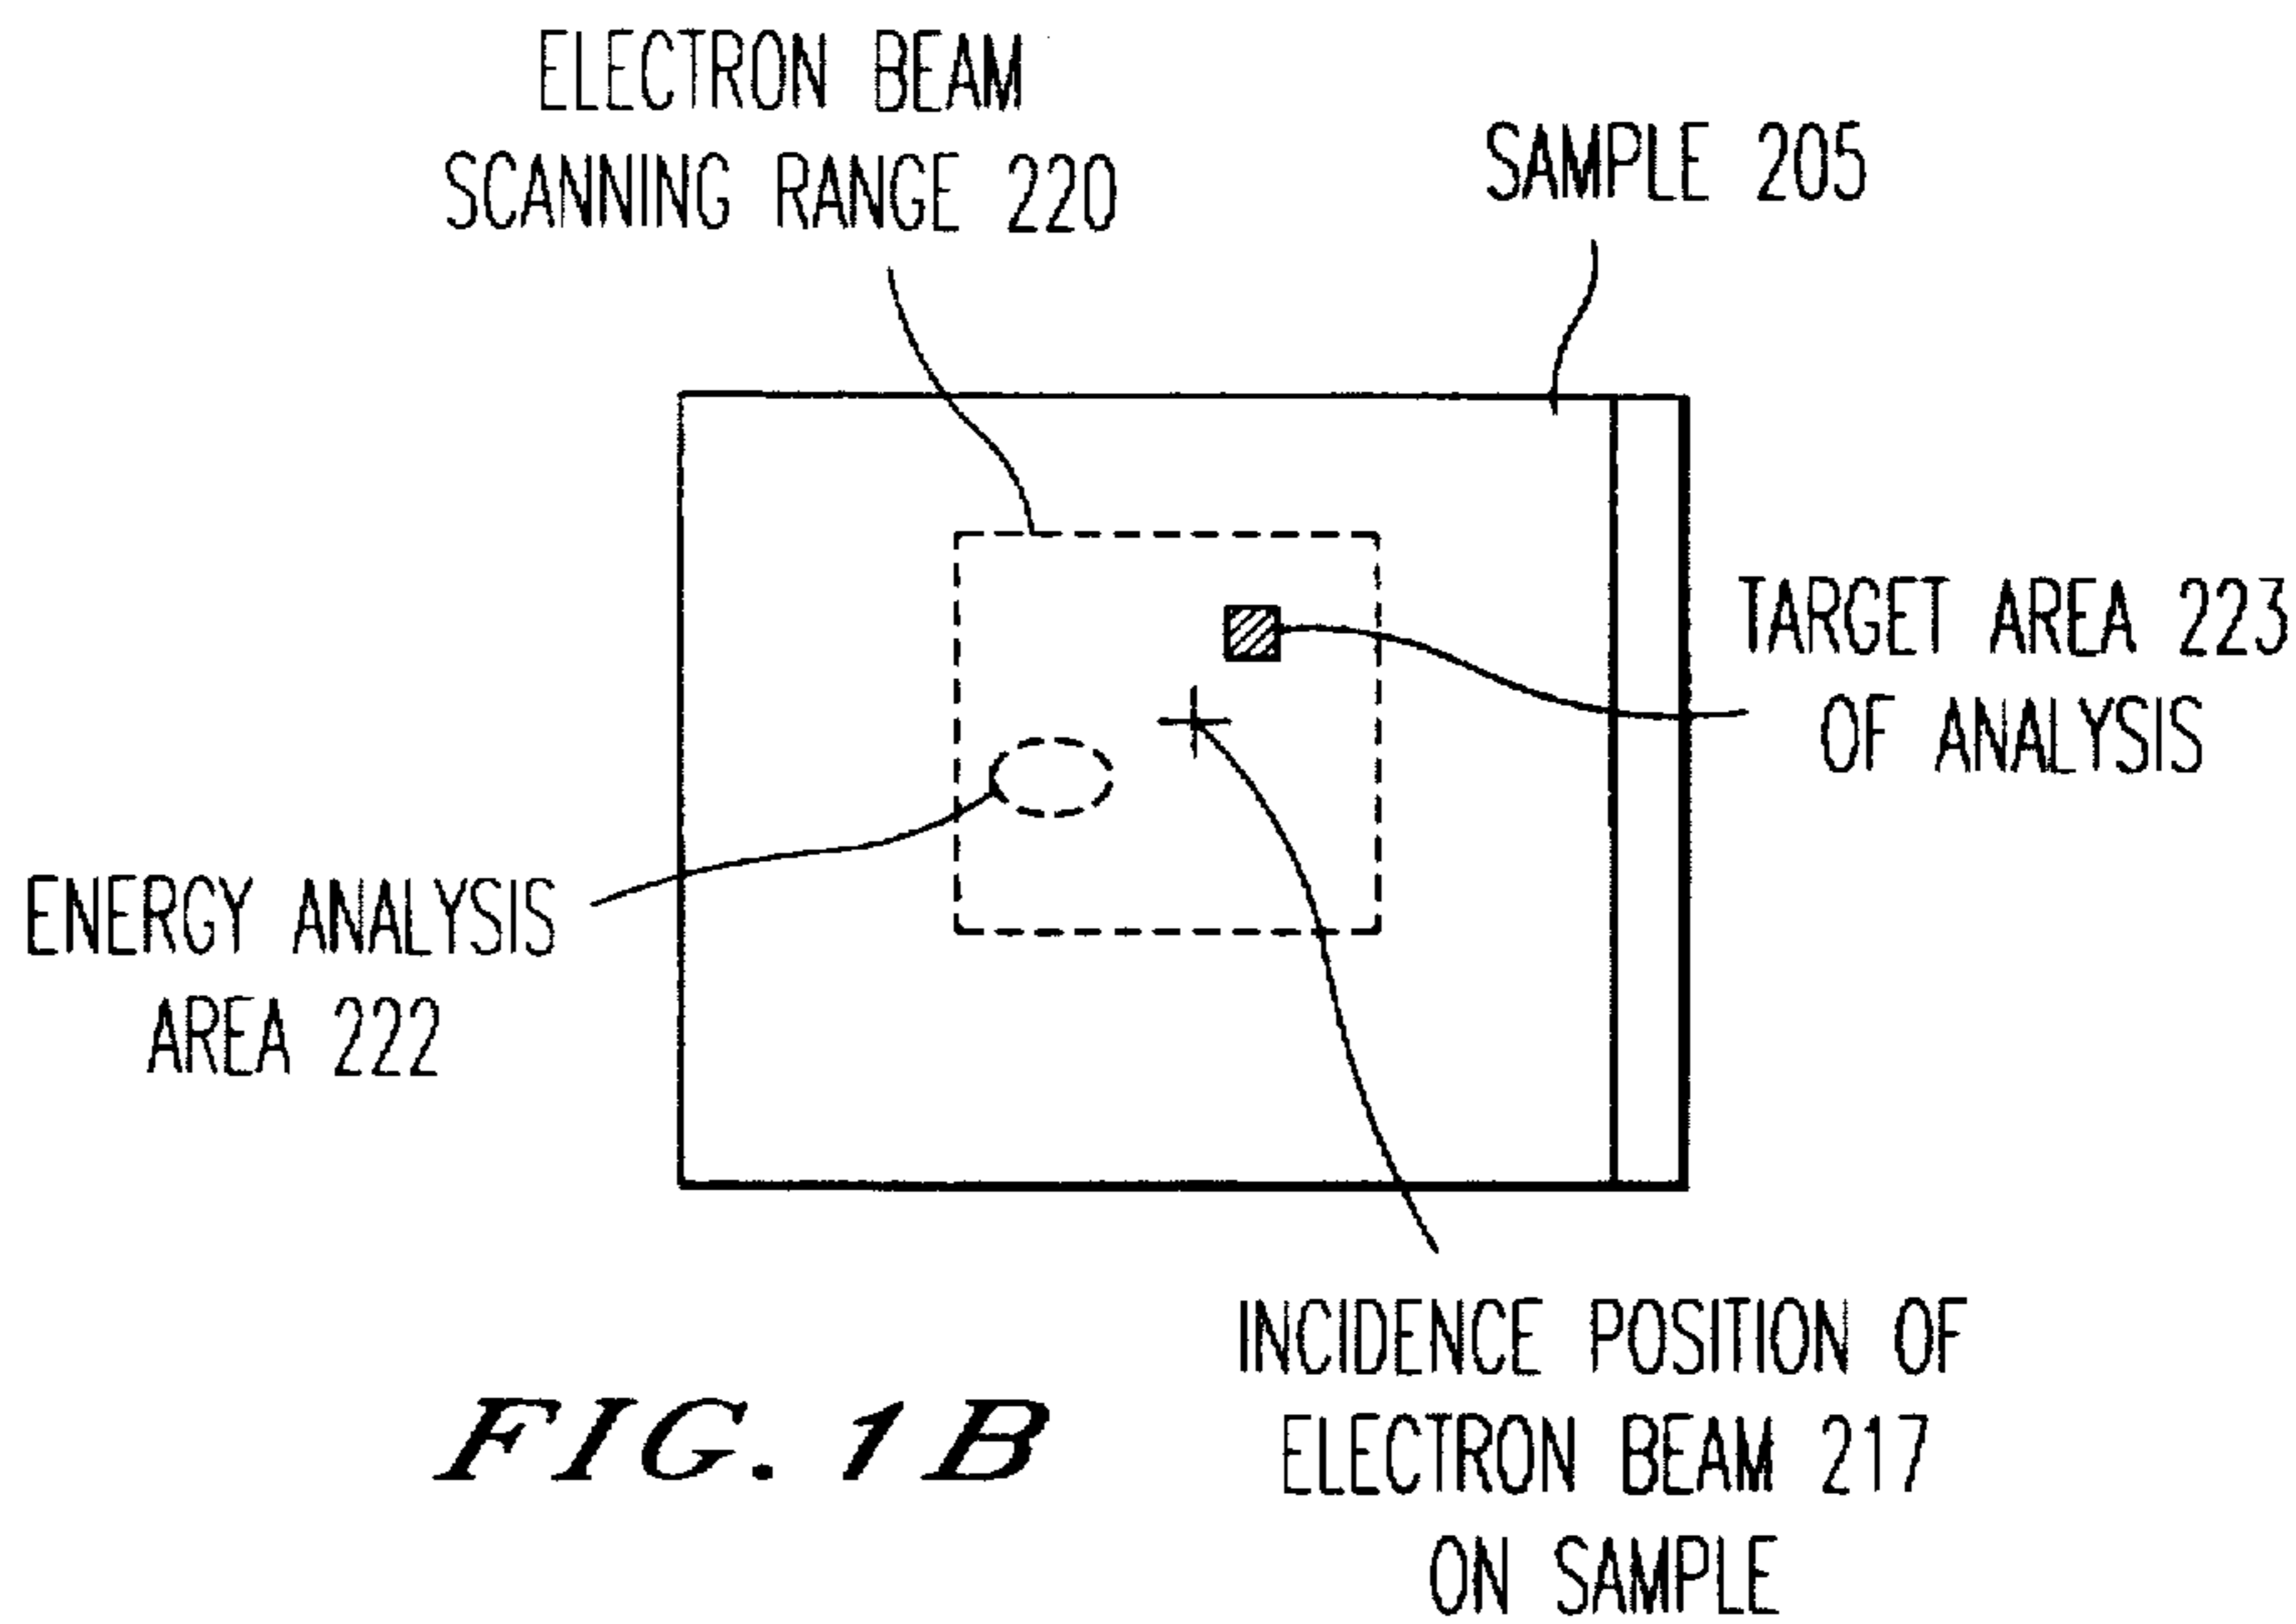 ELECTRON BEAM
SCANNING RANGE 220
SAMPLE 205
TARGET AREA 223
OF ANALYSIS
ENERGY ANALYSIS
AREA 222
INCIDENCE POSITION OF
ELECTRON BEAM 217
ON SAMPLE
FIG. 1B